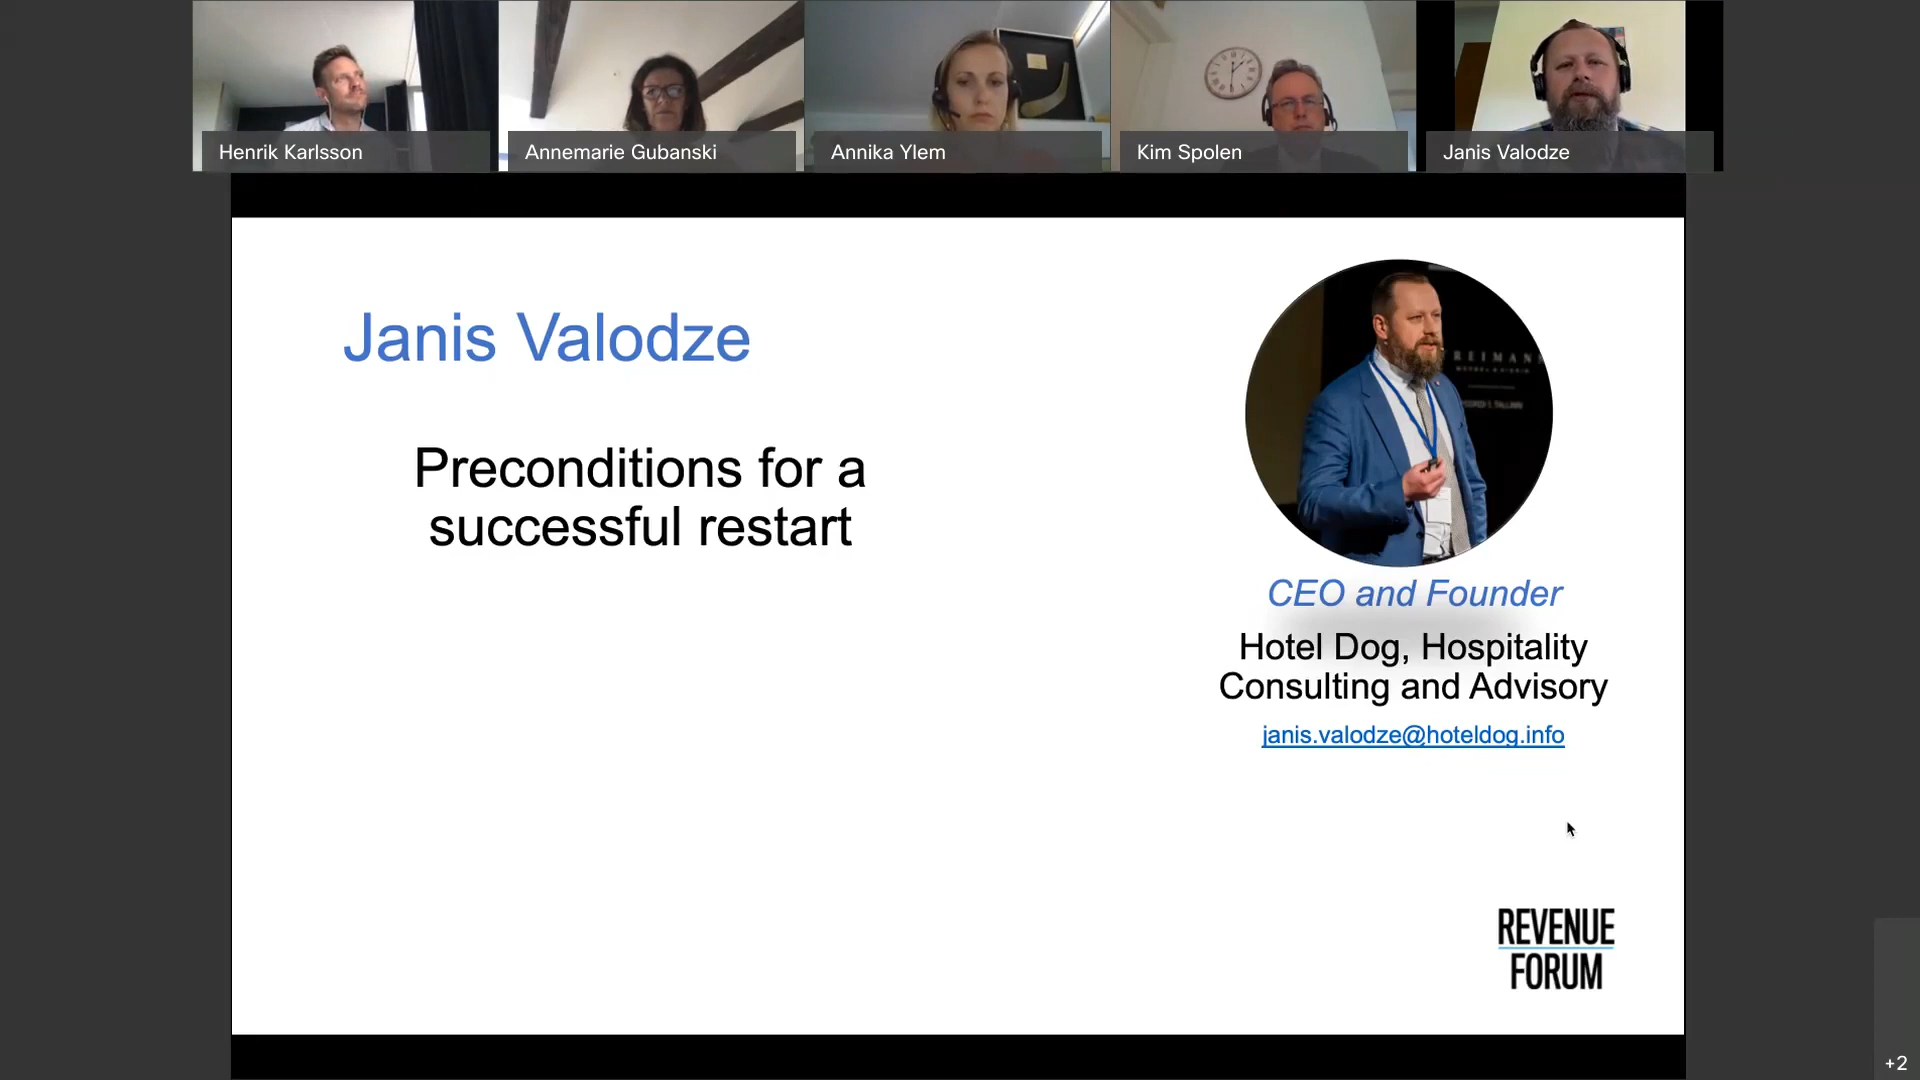 Henrik Karlsson
Annemarie Gubanski
Annika Ylem
Kim Spolen
Janis Valodze
Janis Valodze
Preconditions for a
successful restart
CEO and Founder
Hotel Dog, Hospitality
Consulting and Advisory
janis.valodze@hoteldog.info
REVENUE
FORUM
+2